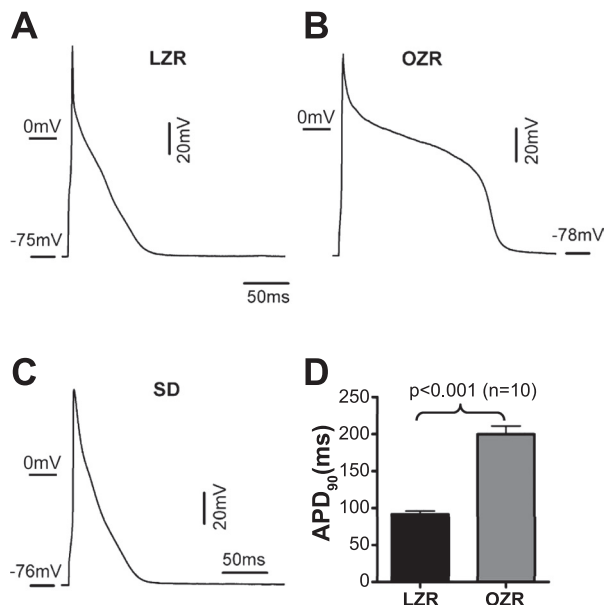 A
LZR
0mV
20mV
-75mV
50ms
B
OZR
0mV
20mV
-78mV
C
SD
0mV
20mV
50ms
-76mV
D
p<0.001 (n=10)
APD90(ms)
250
200
150
100
50
0
LZR
OZR